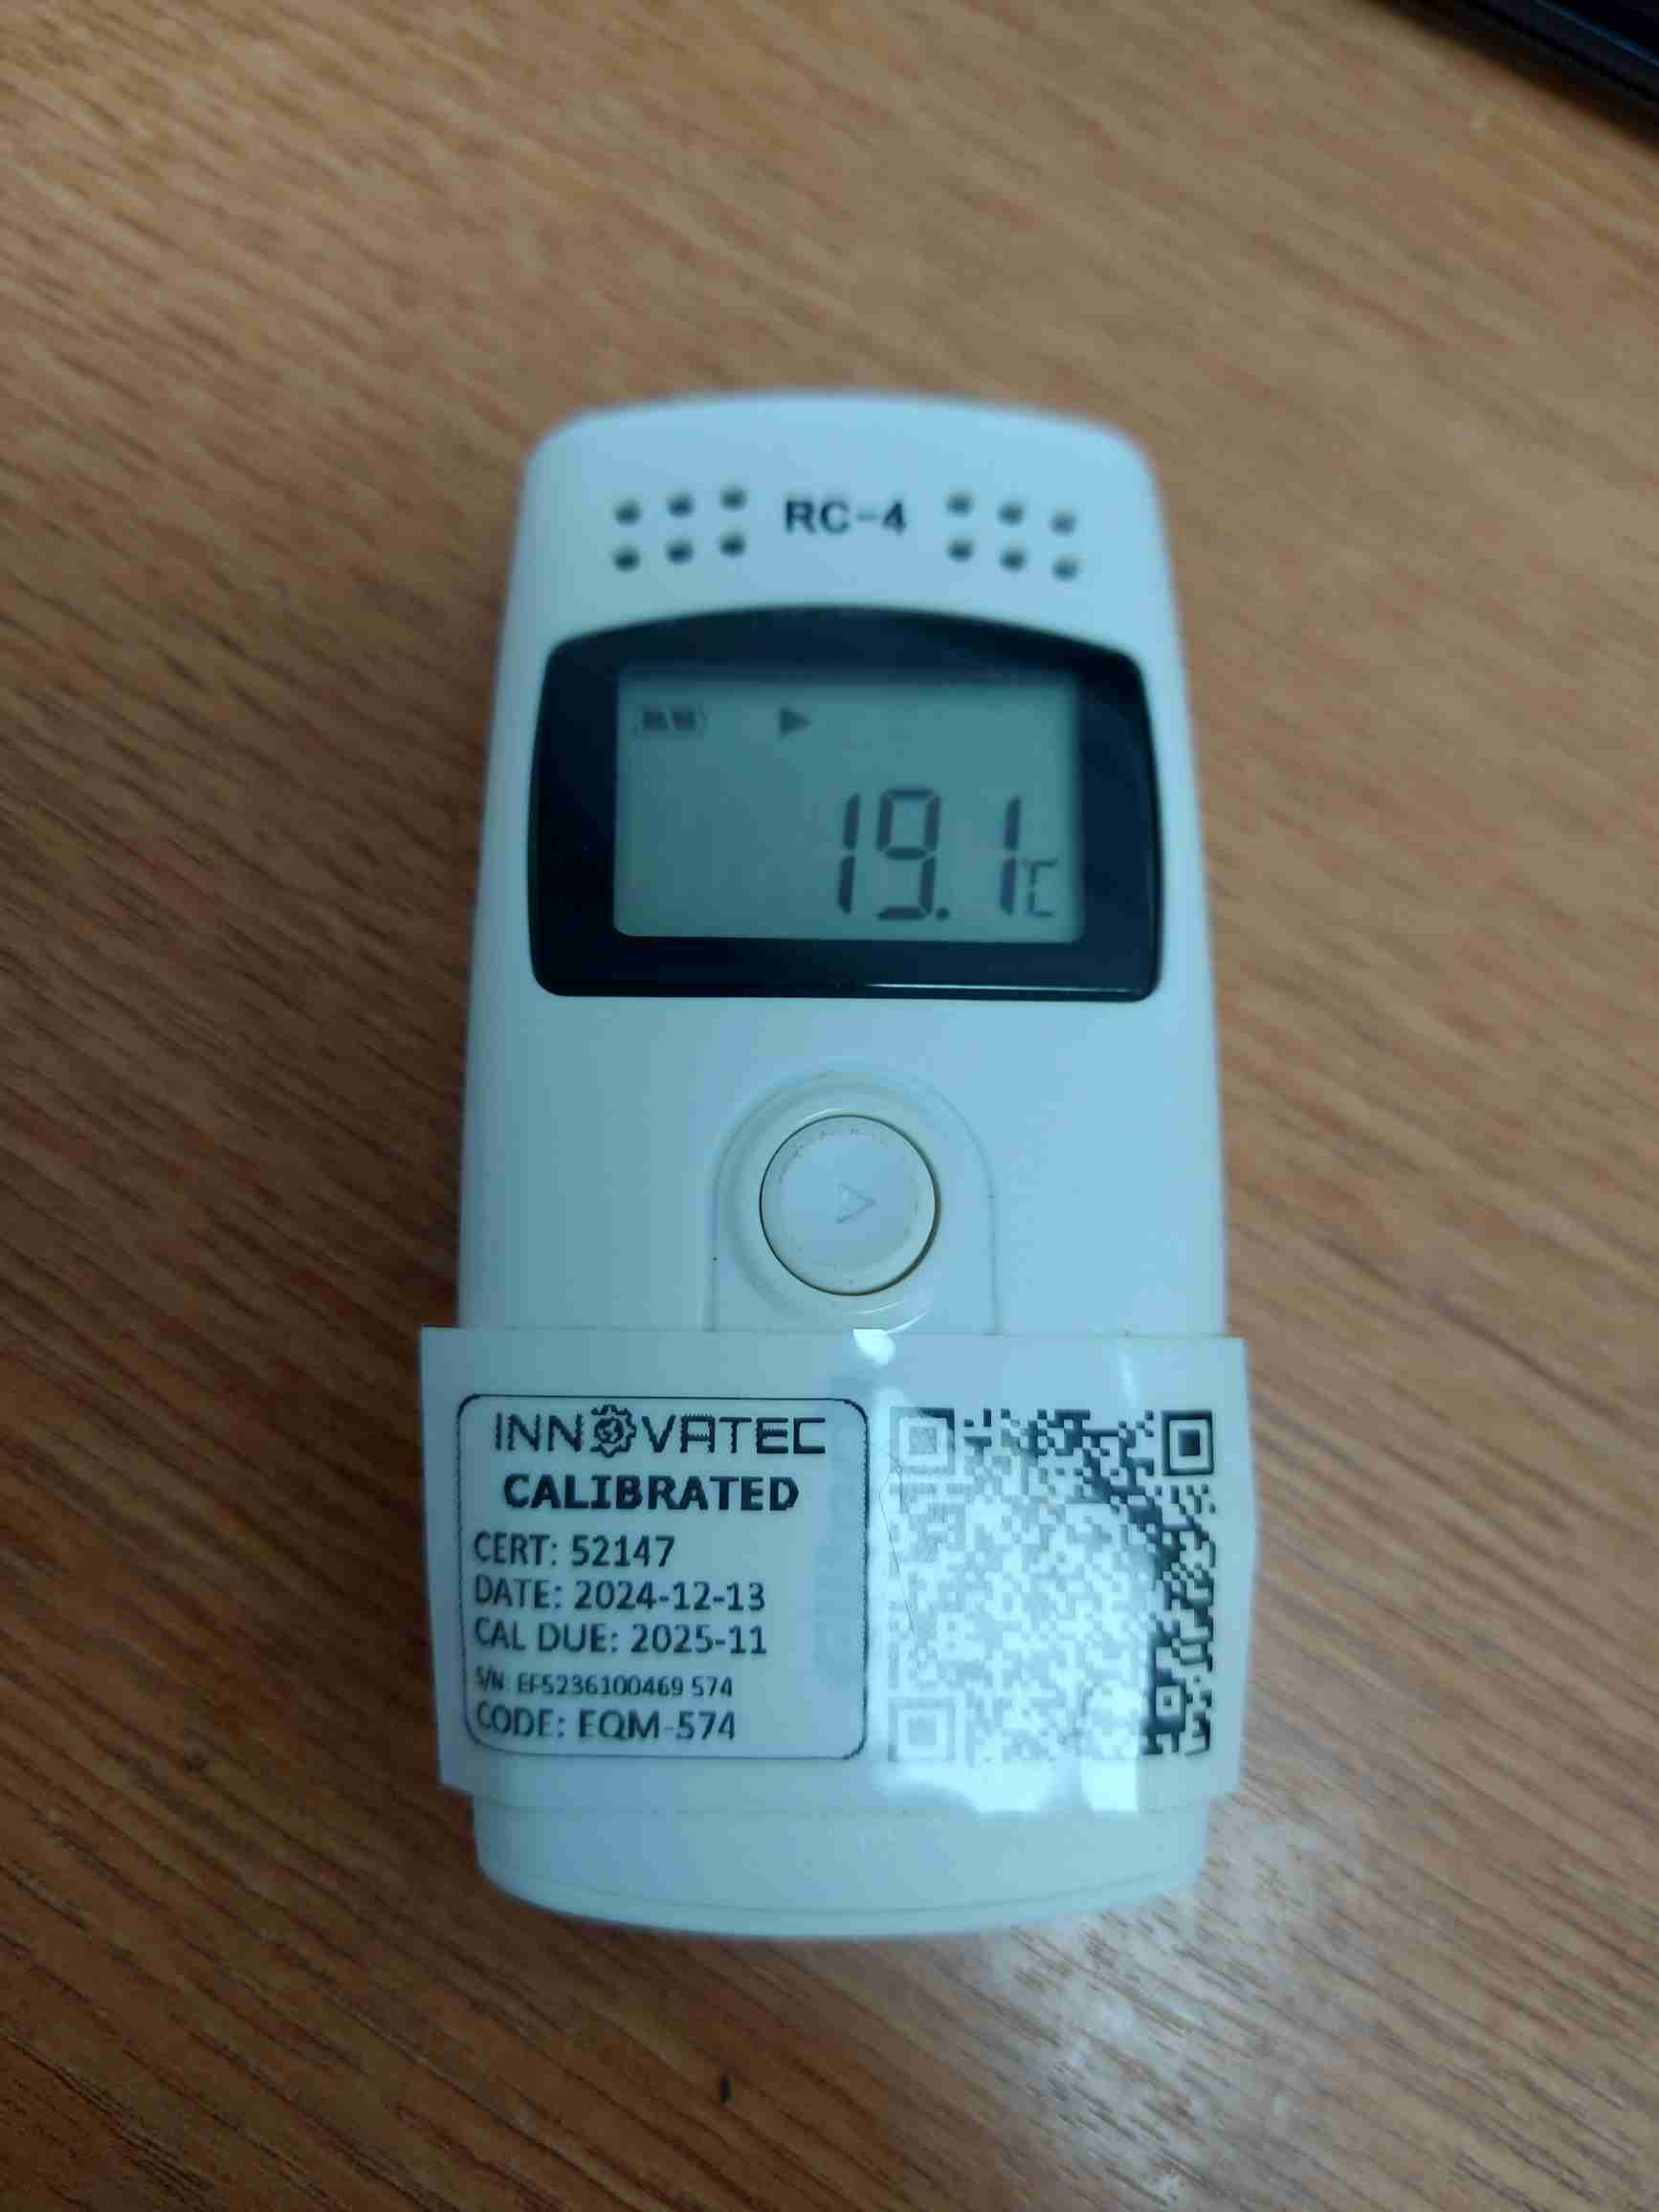 RC-4
19.1℃
INNOVATEC
CALIBRATED
CERT: 52147
DATE: 2024-12-13
CAL DUE: 2025-11
S/N: EF5236100469 574
CODE: EQM-574